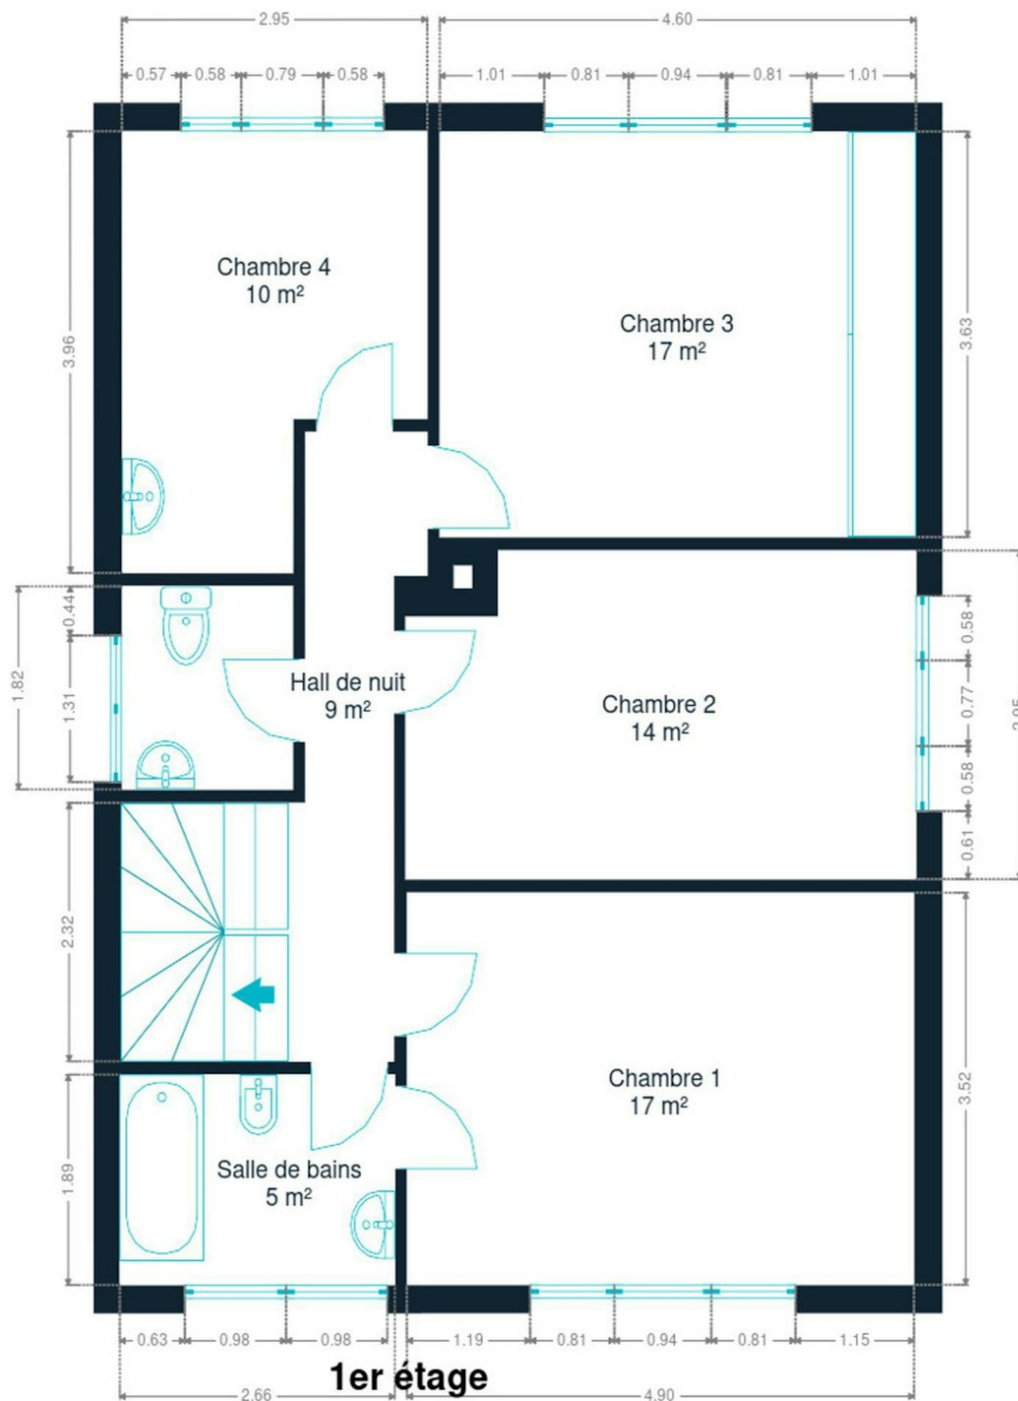 2.95
4.60
0.57
0.58
0.79
0.58
1.01
0.81
0.94
0.81
1.01
Chambre 4
10 m²
Chambre 3
17 m²
3.96
3.63
0.44
1.82
1.31
Hall de nuit
9 m²
Chambre 2
14 m²
0.58
0.77
0.58
0.61
2.32
Chambre 1
17 m²
3.52
Salle de bains
5 m²
1.89
0.63
0.98
0.98
1.19
0.81
0.94
0.81
1.15
1er étage
2.66
4.90